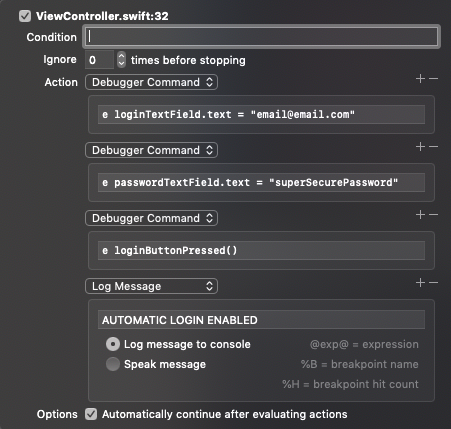 ViewController.swift:32
Condition
Ignore 0 times before stopping
Action Debugger Command
e loginTextField.text = "email@email.com"
Debugger Command
e passwordTextField.text = "superSecurePassword"
Debugger Command
e loginButtonPressed()
Log Message
AUTOMATIC LOGIN ENABLED
Log message to console @exp@ = expression
Speak message %B = breakpoint name
%H = breakpoint hit count
Options Automatically continue after evaluating actions